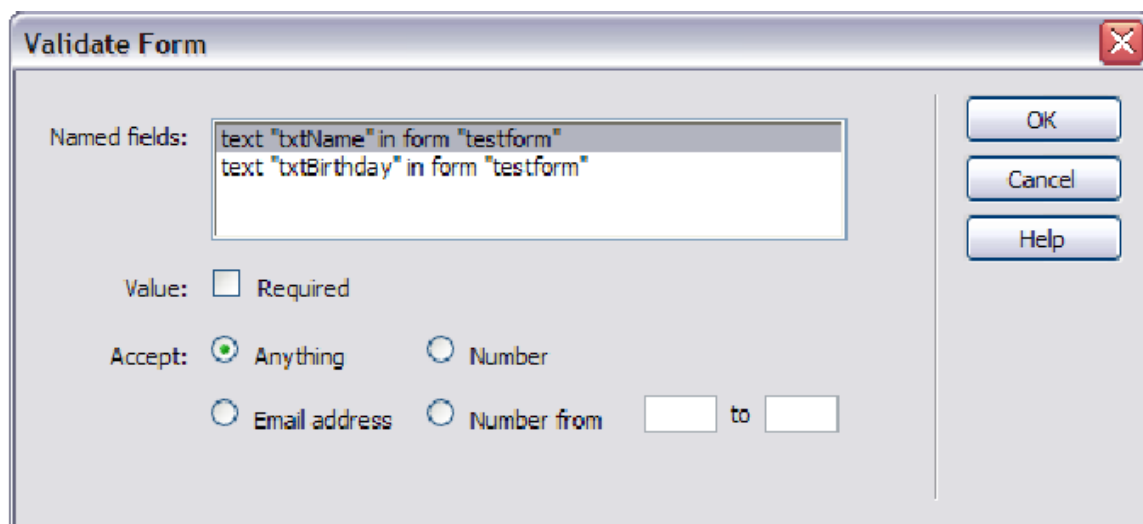 Validate Form
Named fields:
text "txtName" in form "testform"
text "txtBirthday" in form "testform"
Value:
Required
Accept:
Anything
Number
Email address
Number from
to
OK
Cancel
Help